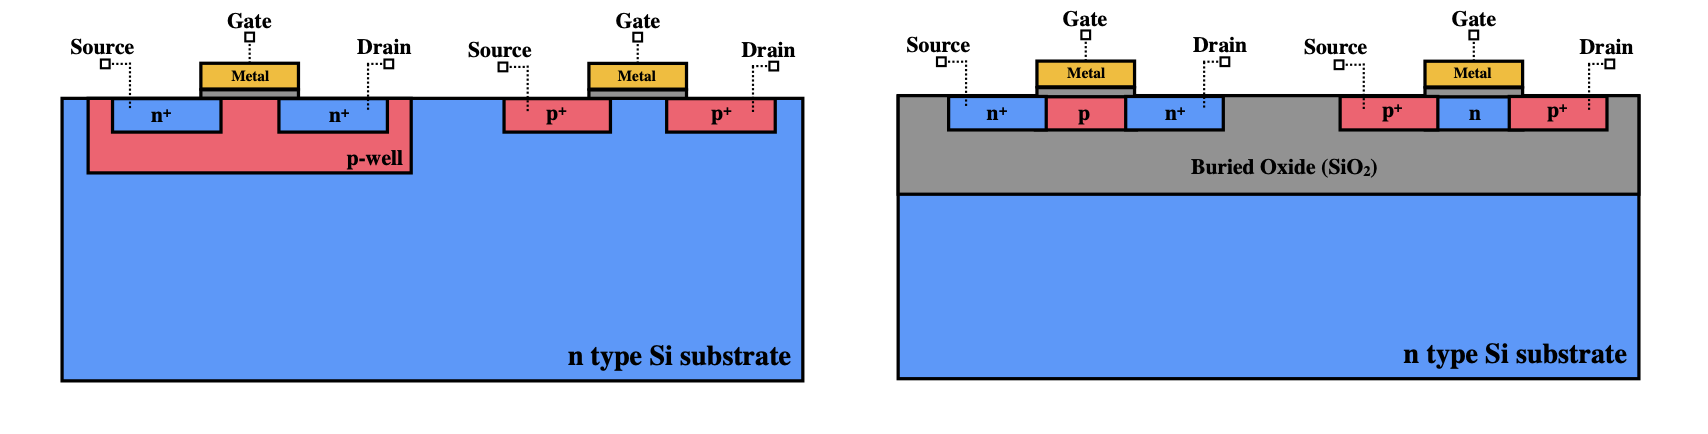 Gate
Source
Drain
Metal
n⁺
n⁺
p-well
Gate
Source
Drain
Metal
p⁺
p⁺
n type Si substrate
Gate
Source
Drain
Metal
n⁺
p
n⁺
Gate
Source
Drain
Metal
p⁺
n
p⁺
Buried Oxide (SiO₂)
n type Si substrate